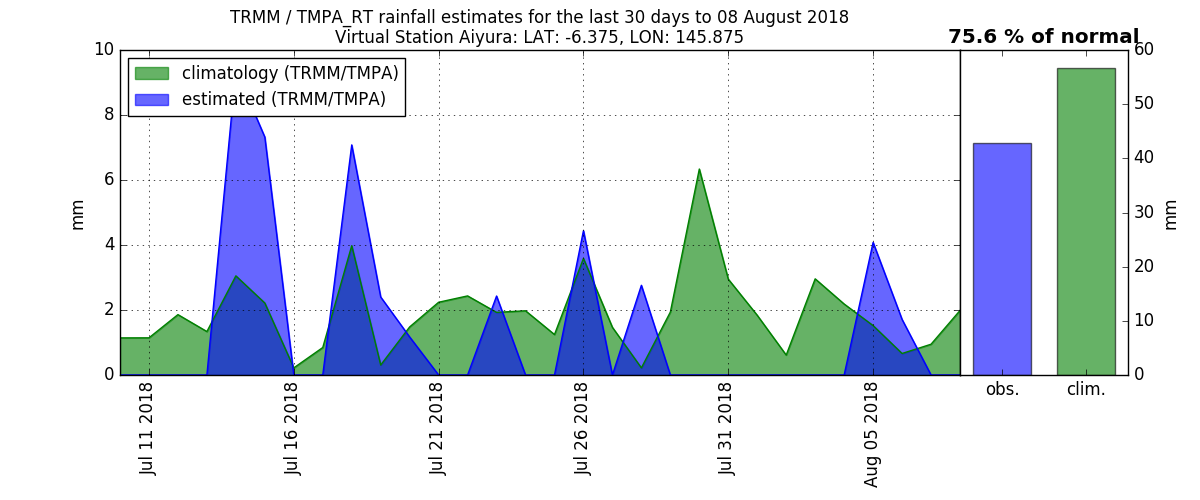 TRMM / TMPA_RT rainfall estimates for the last 30 days to 08 August 2018
Virtual Station Aiyura: LAT: -6.375, LON: 145.875
75.6 % of normal
climatology (TRMM/TMPA)
estimated (TRMM/TMPA)
10
8
6
4
2
0
mm
Jul 11 2018
Jul 16 2018
Jul 21 2018
Jul 26 2018
Jul 31 2018
Aug 05 2018
60
50
40
30
20
10
0
mm
obs.
clim.